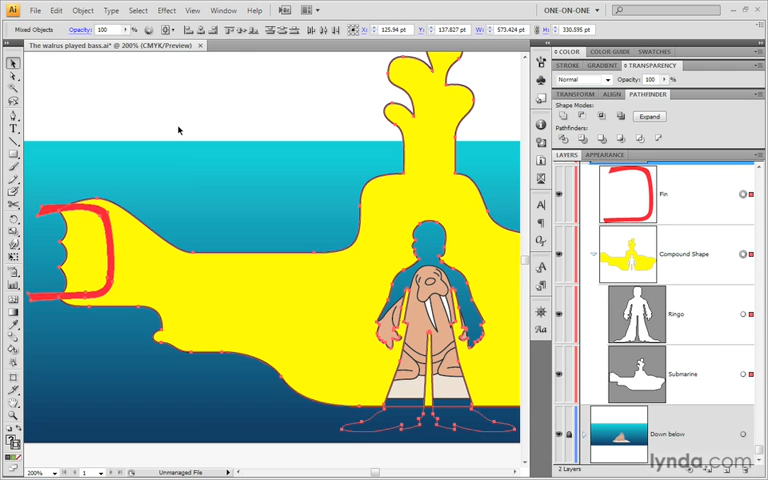 Ai File Edit Object Type Select Effect View Window Help Br ONE-ON-ONE
Mixed Objects Opacity: 100 % X: 125.94 pt Y: 137.827 pt W: 573.424 pt H: 330.595 pt
The walrus played bass.ai* @ 200% (CMYK/Preview)
COLOR COLOR GUIDE SWATCHES
STROKE GRADIENT TRANSPARENCY
Normal Opacity: 100 %
TRANSFORM ALIGN PATHFINDER
Shape Modes:
Expand
Pathfinders:
LAYERS APPEARANCE
Fin
Compound Shape
Ringo
Submarine
Down below
2 Layers
200% 1 Unmanaged File
lynda.com